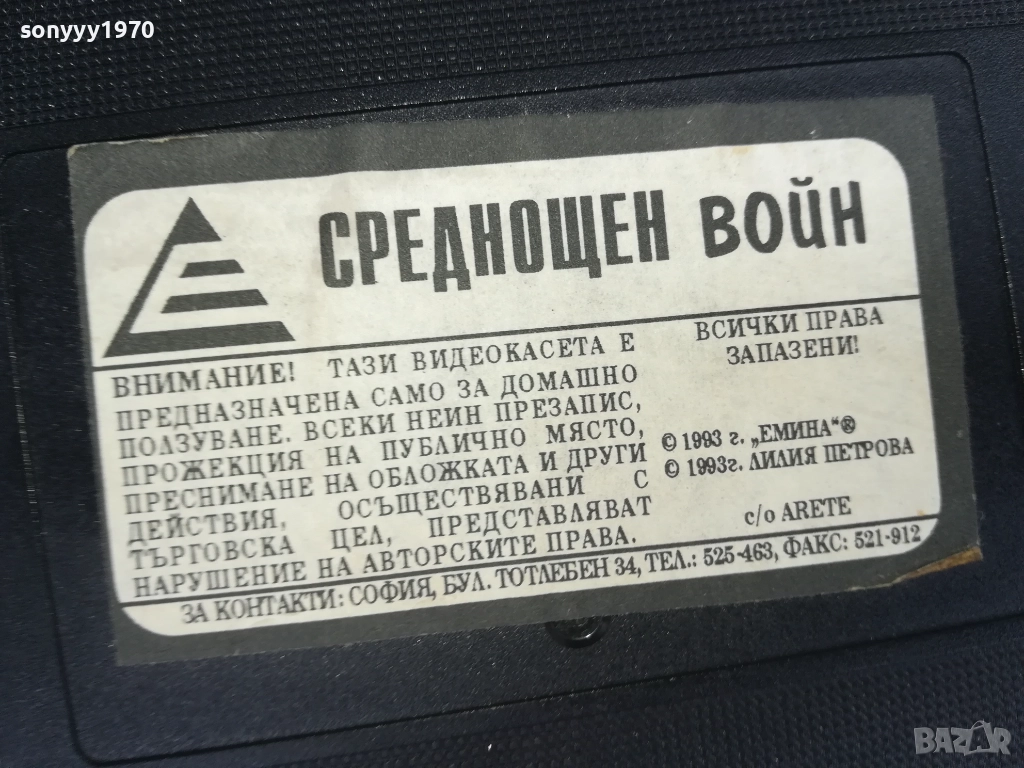 sonyyy1970
СРЕДНОЩЕН ВОЙН
ВНИМАНИЕ! ТАЗИ ВИДЕОКАСЕТА Е
ПРЕДНАЗНАЧЕНА САМО ЗА ДОМАШНО
ПОЛЗУВАНЕ. ВСЕКИ НЕИН ПРЕЗАПИС,
ПРОЖЕКЦИЯ НА ПУБЛИЧНО МЯСТО,
ПРЕСНИМАНЕ НА ОБЛОЖКАТА И ДРУГИ
ДЕЙСТВИЯ, ОСЪЩЕСТВЯВАНИ С
ТЪРГОВСКА ЦЕЛ, ПРЕДСТАВЛЯВАТ
НАРУШЕНИЕ НА АВТОРСКИТЕ ПРАВА.
ВСИЧКИ ПРАВА
ЗАПАЗЕНИ!
© 1993 г. „ЕМИНА“®
© 1993г. ЛИЛИЯ ПЕТРОВА
c/o ARETE
ЗА КОНТАКТИ: СОФИЯ, БУЛ. ТОТЛЕБЕН 34, ТЕЛ.: 525-463, ФАКС: 521-912
BAZAR